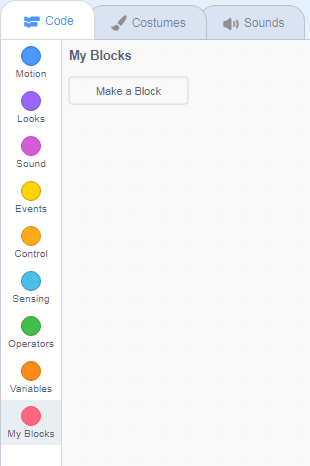 Code
Costumes
Sounds
My Blocks
Make a Block
Motion
Looks
Sound
Events
Control
Sensing
Operators
Variables
My Blocks